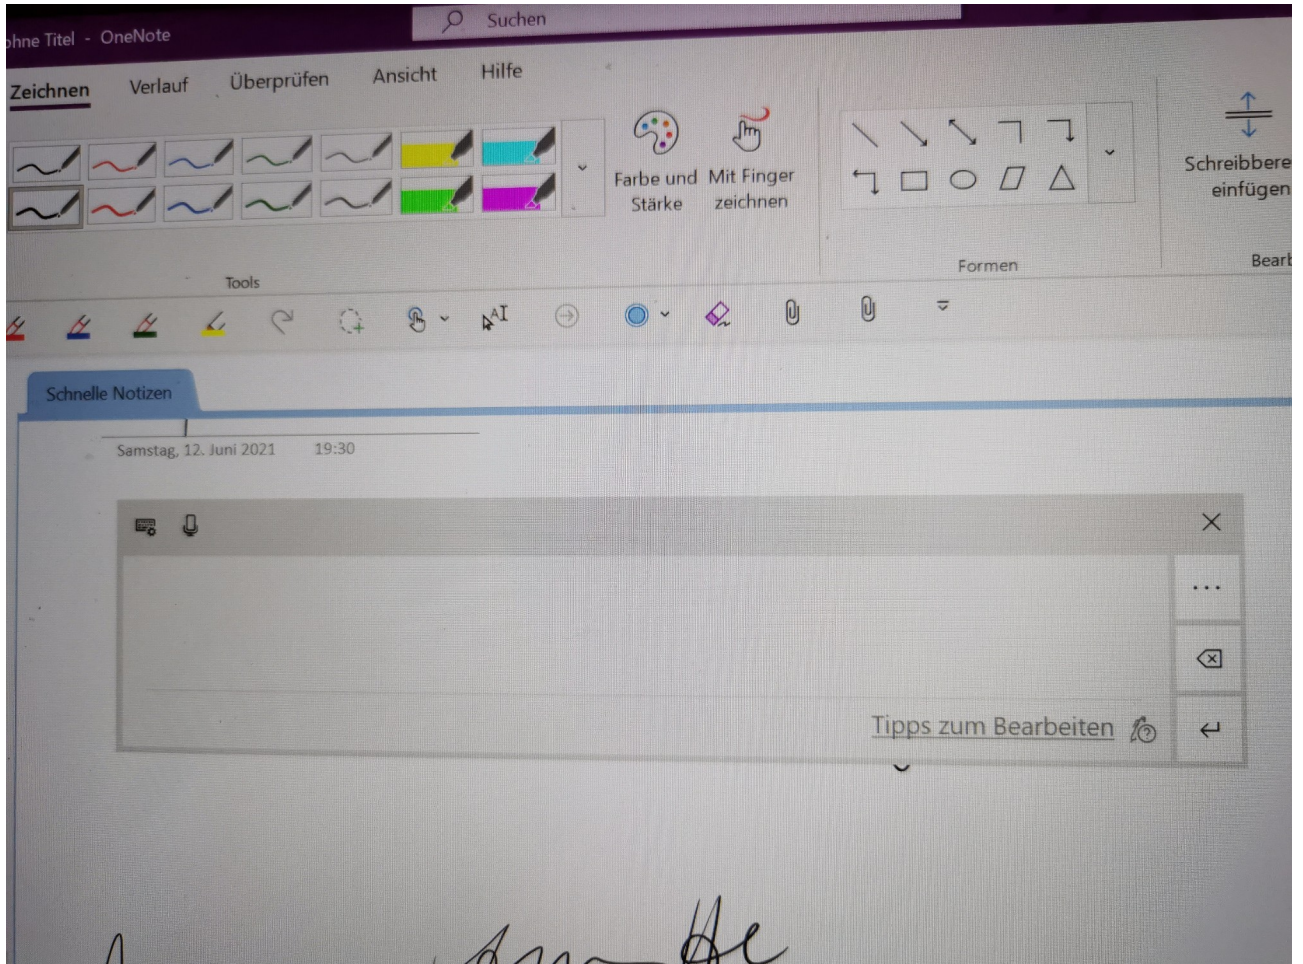 ohne Titel - OneNote
Suchen
Zeichnen Verlauf Überprüfen Ansicht Hilfe
Farbe und Stärke
Mit Finger zeichnen
Schreibbere
einfügen
Tools
Formen
Bearb
Schnelle Notizen
Samstag, 12. Juni 2021 19:30
Tipps zum Bearbeiten